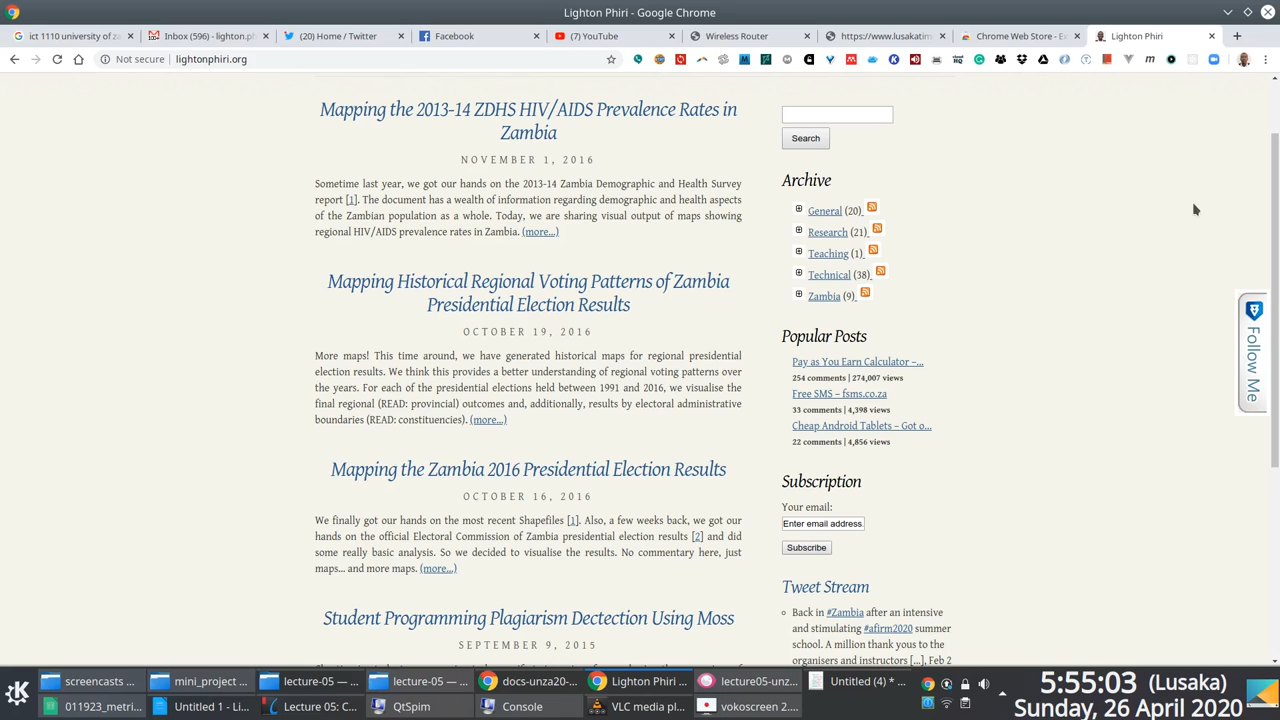 Lighton Phiri - Google Chrome
ict 1110 university of za
Inbox (596) - lighton.ph
(20) Home / Twitter
Facebook
(7) YouTube
Wireless Router
https://www.lusakatim
Chrome Web Store - Ex
Lighton Phiri
Not secure | lightonphiri.org
Mapping the 2013-14 ZDHS HIV/AIDS Prevalence Rates in
Zambia
NOVEMBER 1, 2016
Sometime last year, we got our hands on the 2013-14 Zambia Demographic and Health Survey
report [1]. The document has a wealth of information regarding demographic and health aspects
of the Zambian population as a whole. Today, we are sharing visual output of maps showing
regional HIV/AIDS prevalence rates in Zambia. (more...)
Mapping Historical Regional Voting Patterns of Zambia
Presidential Election Results
OCTOBER 19, 2016
More maps! This time around, we have generated historical maps for regional presidential
election results. We think this provides a better understanding of regional voting patterns over
the years. For each of the presidential elections held between 1991 and 2016, we visualise the
final regional (READ: provincial) outcomes and, additionally, results by electoral administrative
boundaries (READ: constituencies). (more...)
Mapping the Zambia 2016 Presidential Election Results
OCTOBER 16, 2016
We finally got our hands on the most recent Shapefiles [1]. Also, a few weeks back, we got our
hands on the official Electoral Commission of Zambia presidential election results [2] and did
some really basic analysis. So we decided to visualise the results. No commentary here, just
maps... and more maps. (more...)
Student Programming Plagiarism Dectection Using Moss
SEPTEMBER 9, 2015
Search
Archive
General (20)
Research (21)
Teaching (1)
Technical (38)
Zambia (9)
Popular Posts
Pay as You Earn Calculator –...
254 comments | 274,007 views
Free SMS – fsms.co.za
33 comments | 4,398 views
Cheap Android Tablets – Got o...
22 comments | 4,856 views
Subscription
Your email:
Enter email address.
Subscribe
Tweet Stream
Back in #Zambia after an intensive
and stimulating #afirm2020 summer
school. A million thank yous to the
organisers and instructors [...], Feb 2
Follow Me
screencasts
mini_project ...
lecture-05 — ...
lecture-05 — ...
docs-unza20-...
Lighton Phiri ...
lecture05-unz...
Untitled (4) * ...
011923_metri...
Untitled 1 - Li...
Lecture 05: C...
QtSpim
Console
VLC media pl...
vokoscreen 2...
5:55:03 (Lusaka)
Sunday, 26 April 2020